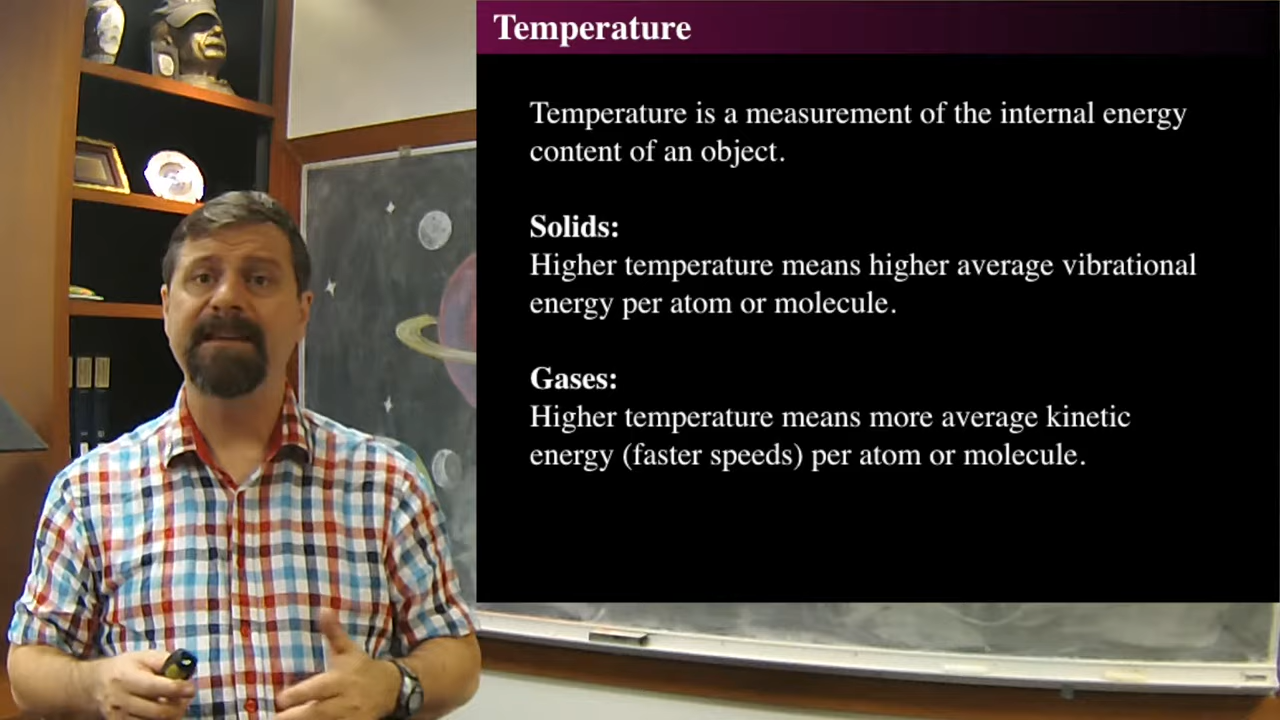 Temperature
Temperature is a measurement of the internal energy
content of an object.
Solids:
Higher temperature means higher average vibrational
energy per atom or molecule.
Gases:
Higher temperature means more average kinetic
energy (faster speeds) per atom or molecule.